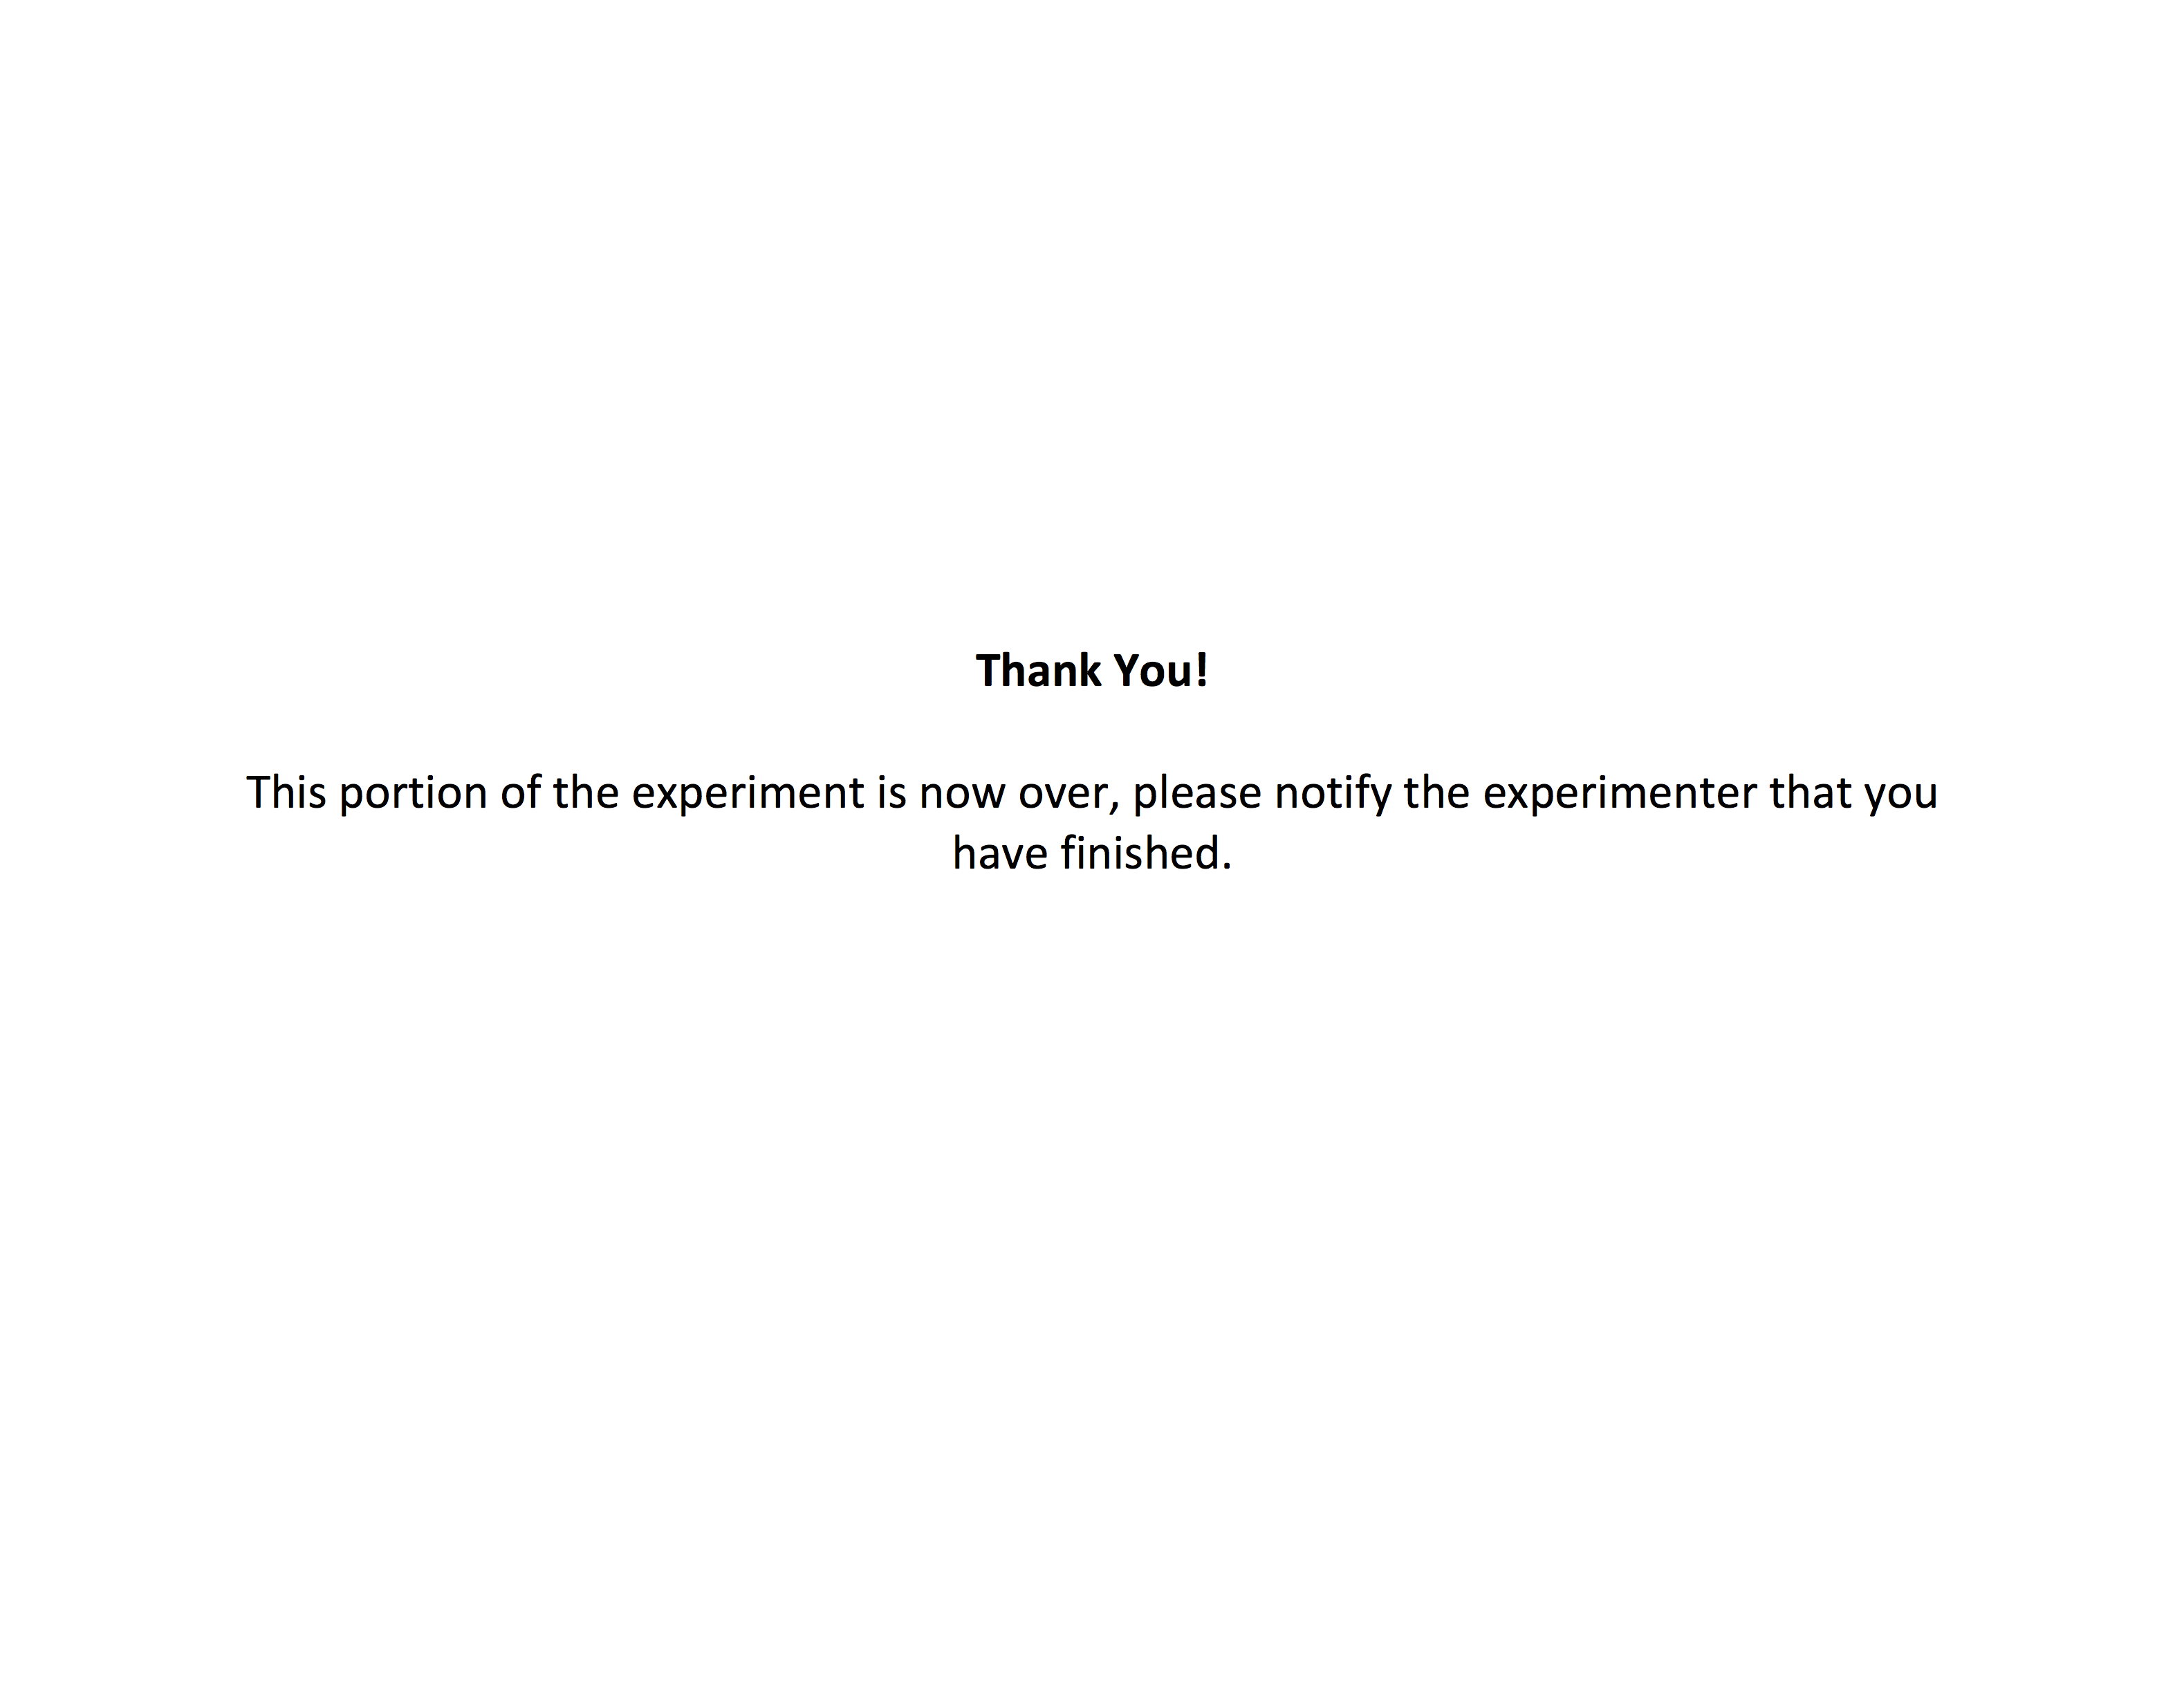 Thank You!
This portion of the experiment is now over, please notify the experimenter that you
have finished.